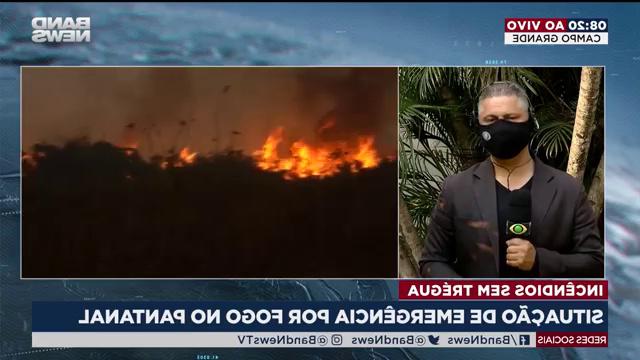 08:20 AO VIVO
CAMPO GRANDE
BAND
NEWS
INCÊNDIOS SEM TRÉGUA
SITUAÇÃO DE EMERGÊNCIA POR FOGO NO PANTANAL
REDES SOCIAIS /BandNews @BandNews @BandNewsTV